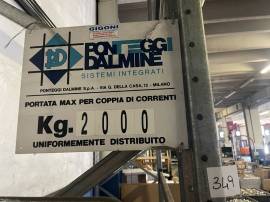 GIGONI
PD
PONTEGGI
DALMINE
SISTEMI INTEGRATI
PONTEGGI DALMINE S.p.A. - VIA G. DELLA CASA, 12 - MILANO
PORTATA MAX PER COPPIA DI CORRENTI
Kg. 2000
UNIFORMEMENTE DISTRIBUITO
349